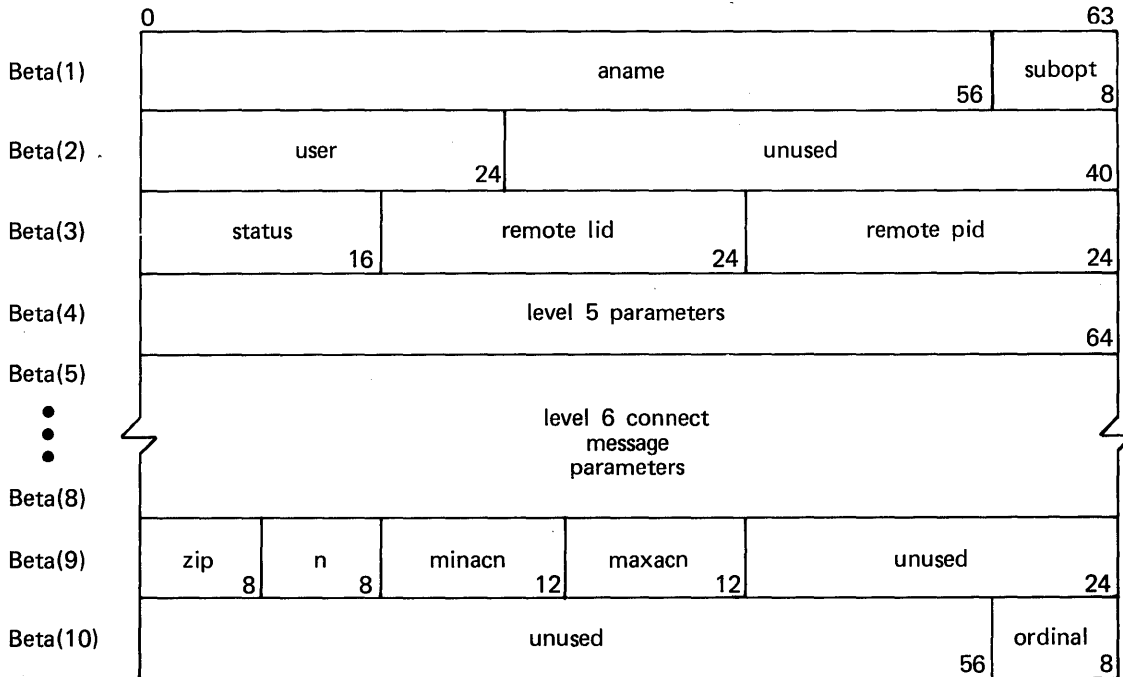 0 63
Beta(1) aname 56 subopt 8
Beta(2) user 24 unused 40
Beta(3) status 16 remote lid 24 remote pid 24
Beta(4) level 5 parameters 64
Beta(5)
level 6 connect
message
parameters
Beta(8)
Beta(9) zip 8 n 8 minacn 12 maxacn 12 unused 24
Beta(10) unused 56 ordinal 8